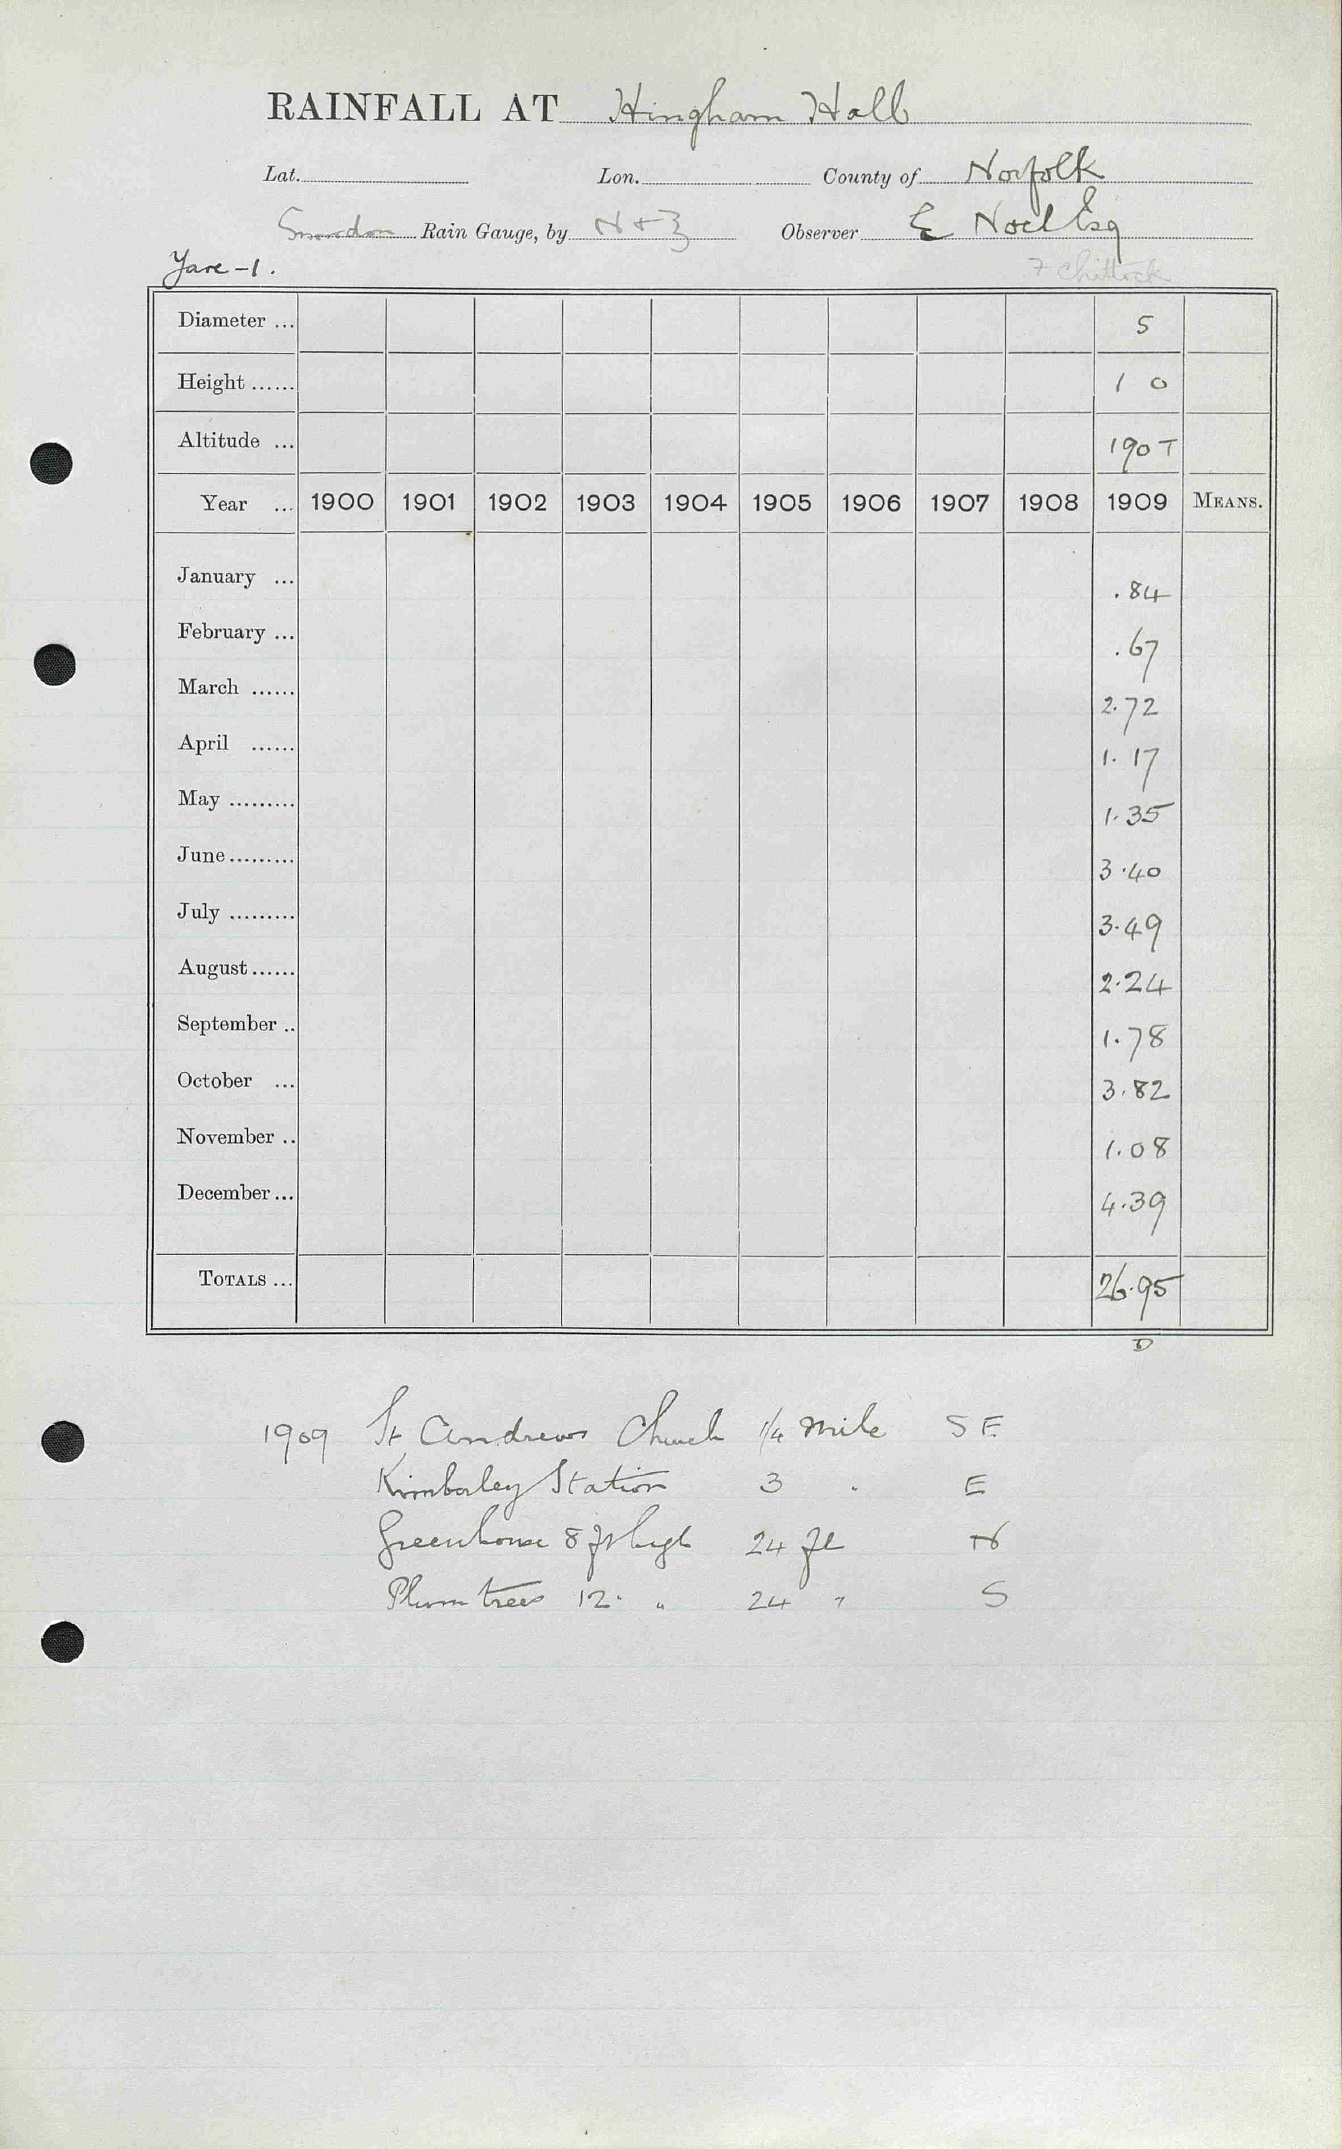 RAINFALL AT Hingham Hall
Lat. Lon. County of Norfolk
Snowdon Rain Gauge, by N + Z Observer E Noel Esq
Yare - 1. F Chittock
Diameter ... 5
Height ...... 1 0
Altitude ... 190 T
Year ... 1900 1901 1902 1903 1904 1905 1906 1907 1908 1909 MEANS.
January ... .84
February ... .67
March ...... 2.72
April ...... 1.17
May ......... 1.35
June ......... 3.40
July ......... 3.49
August ...... 2.24
September .. 1.78
October ... 3.82
November .. 1.08
December ... 4.39
TOTALS ... 26.95
D
1909 St Andrews Church 1/4 mile S E
Kimberley Station 3 " E
Greenhouse 8 ft high 24 ft N
Plum trees 12 " " 24 " S